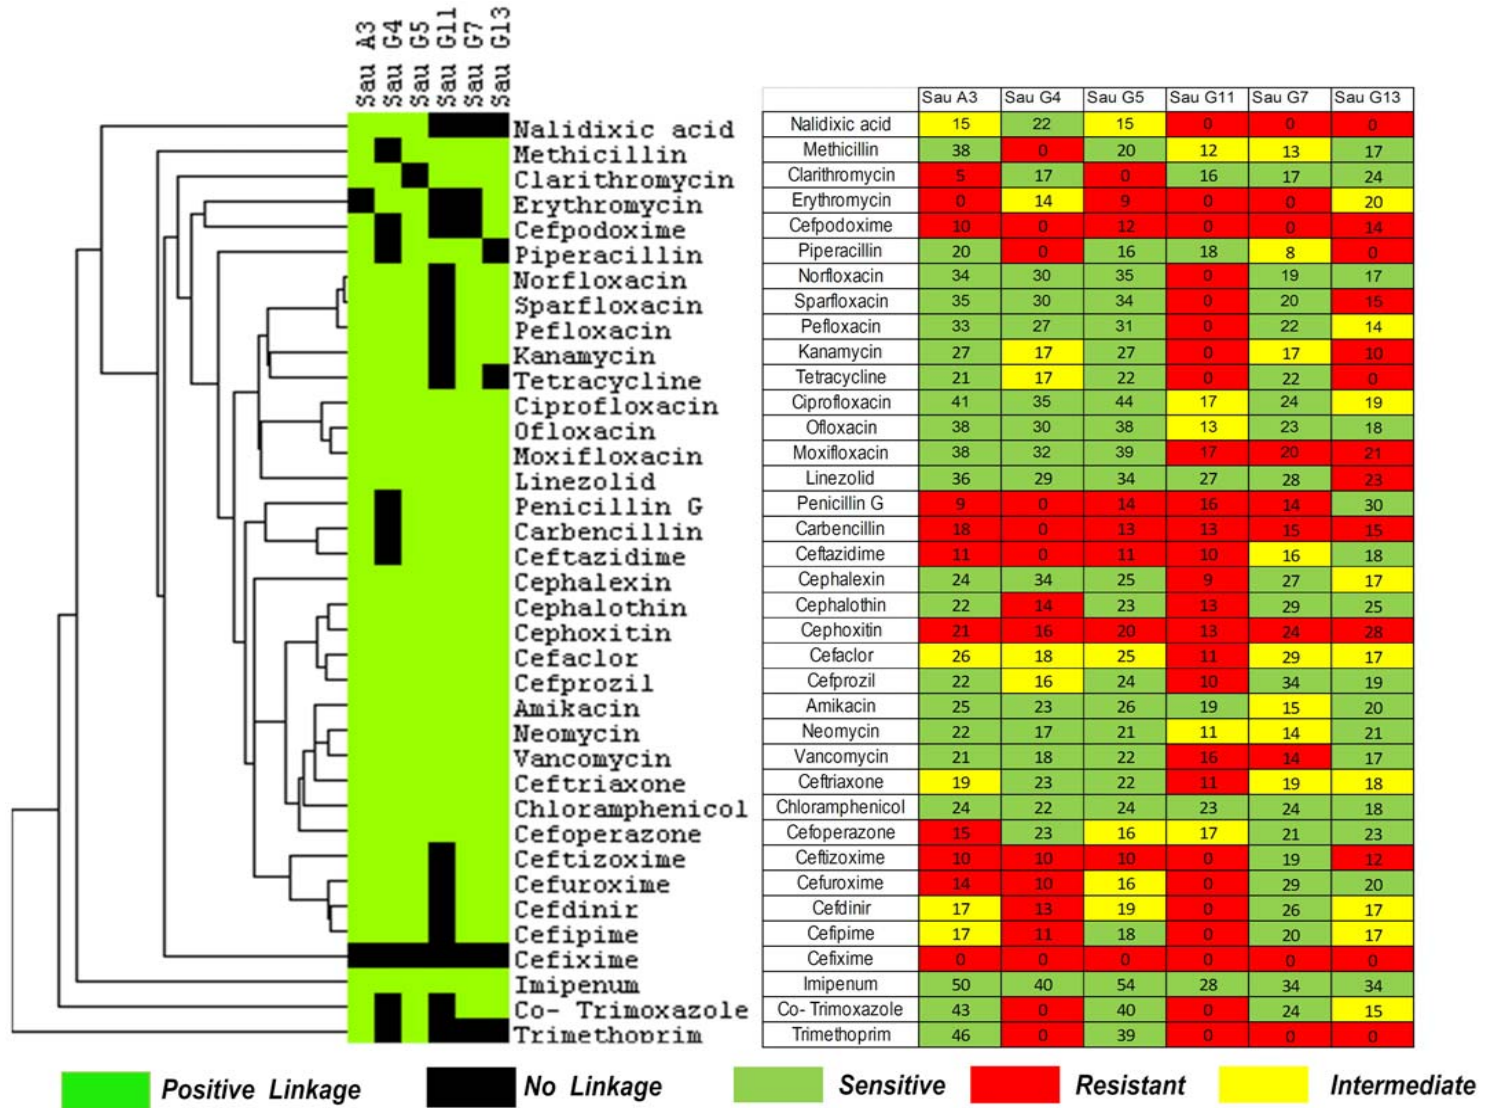 Sau A3
Sau G4
Sau G5
Sau G11
Sau G7
Sau G13
Nalidixic acid
Methicillin
Clarithromycin
Erythromycin
Cefpodoxime
Piperacillin
Norfloxacin
Sparfloxacin
Pefloxacin
Kanamycin
Tetracycline
Ciprofloxacin
Ofloxacin
Moxifloxacin
Linezolid
Penicillin G
Carbencillin
Ceftazidime
Cephalexin
Cephalothin
Cephoxitin
Cefaclor
Cefprozil
Amikacin
Neomycin
Vancomycin
Ceftriaxone
Chloramphenicol
Cefoperazone
Ceftizoxime
Cefuroxime
Cefdinir
Cefipime
Cefixime
Imipenum
Co- Trimoxazole
Trimethoprim
Sau A3 Sau G4 Sau G5 Sau G11 Sau G7 Sau G13
Nalidixic acid 15 22 15 0 0 0
Methicillin 38 0 20 12 13 17
Clarithromycin 5 17 0 16 17 24
Erythromycin 0 14 9 0 0 20
Cefpodoxime 10 0 12 0 0 14
Piperacillin 20 0 16 18 8 0
Norfloxacin 34 30 35 0 19 17
Sparfloxacin 35 30 34 0 20 15
Pefloxacin 33 27 31 0 22 14
Kanamycin 27 17 27 0 17 10
Tetracycline 21 17 22 0 22 0
Ciprofloxacin 41 35 44 17 24 19
Ofloxacin 38 30 38 13 23 18
Moxifloxacin 38 32 39 17 20 21
Linezolid 36 29 34 27 28 23
Penicillin G 9 0 14 16 14 30
Carbencillin 18 0 13 13 15 15
Ceftazidime 11 0 11 10 16 18
Cephalexin 24 34 25 9 27 17
Cephalothin 22 14 23 13 29 25
Cephoxitin 21 16 20 13 24 28
Cefaclor 26 18 25 11 29 17
Cefprozil 22 16 24 10 34 19
Amikacin 25 23 26 19 15 20
Neomycin 22 17 21 11 14 21
Vancomycin 21 18 22 16 14 17
Ceftriaxone 19 23 22 11 19 18
Chloramphenicol 24 22 24 23 24 18
Cefoperazone 15 23 16 17 21 23
Ceftizoxime 10 10 10 0 19 12
Cefuroxime 14 10 16 0 29 20
Cefdinir 17 13 19 0 26 17
Cefipime 17 11 18 0 20 17
Cefixime 0 0 0 0 0 0
Imipenum 50 40 54 28 34 34
Co- Trimoxazole 43 0 40 0 24 15
Trimethoprim 46 0 39 0 0 0
Positive Linkage No Linkage Sensitive Resistant Intermediate